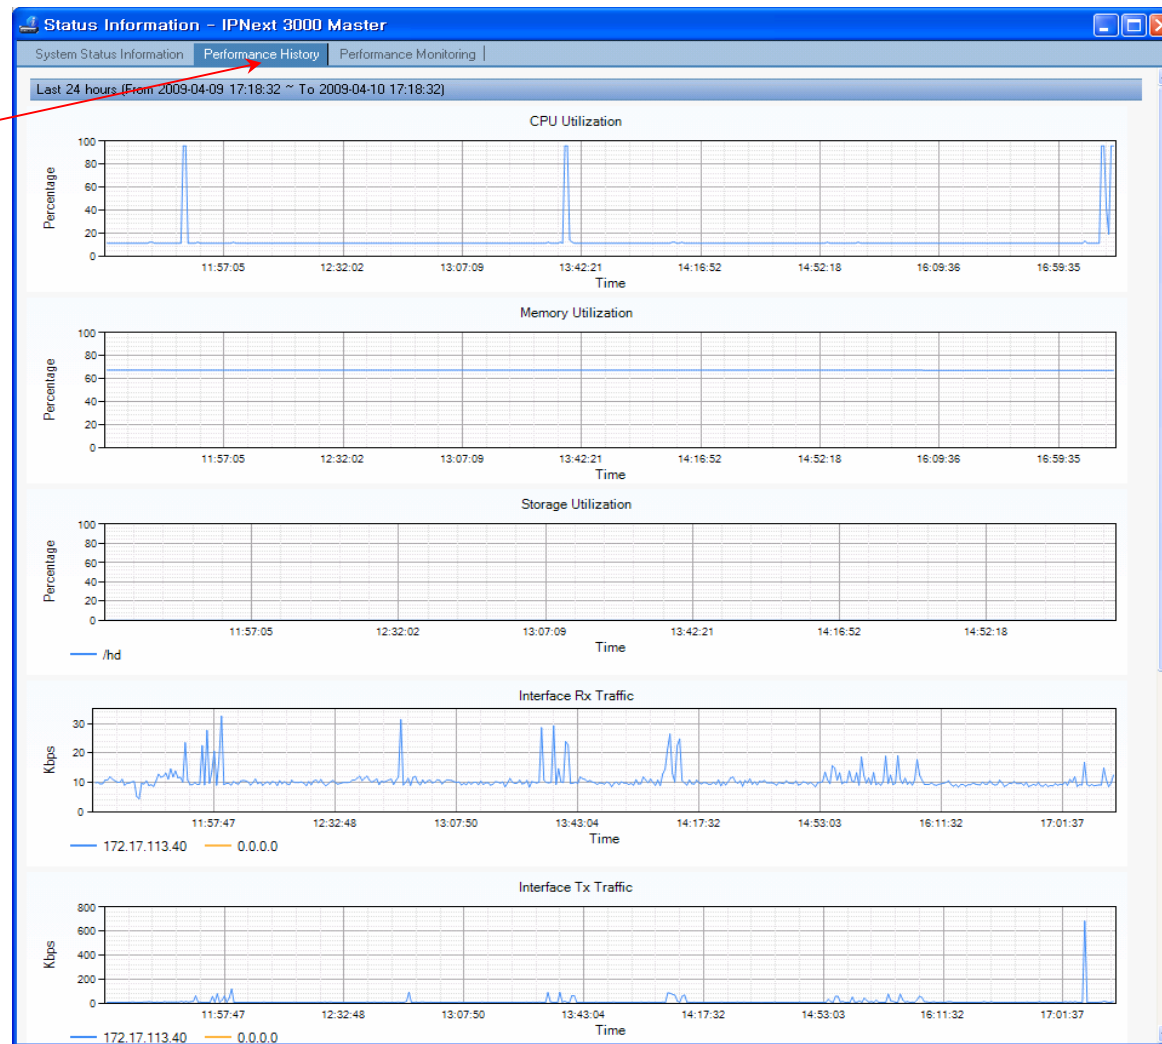 Status Information - IPNext 3000 Master
System Status Information Performance History Performance Monitoring
Last 24 hours (From 2009-04-09 17:18:32 ~ To 2009-04-10 17:18:32)
CPU Utilization
Percentage
100
80
60
40
20
0
11:57:05 12:32:02 13:07:09 13:42:21 14:16:52 14:52:18 16:09:36 16:59:35
Time
Memory Utilization
Percentage
100
80
60
40
20
0
11:57:05 12:32:02 13:07:09 13:42:21 14:16:52 14:52:18 16:09:36 16:59:35
Time
Storage Utilization
Percentage
100
80
60
40
20
0
11:57:05 12:32:02 13:07:09 13:42:21 14:16:52 14:52:18
Time
/hd
Interface Rx Traffic
Kbps
30
20
10
0
11:57:47 12:32:48 13:07:50 13:43:04 14:17:32 14:53:03 16:11:32 17:01:37
Time
172.17.113.40 0.0.0.0
Interface Tx Traffic
Kbps
800
600
400
200
0
11:57:47 12:32:48 13:07:50 13:43:04 14:17:32 14:53:03 16:11:32 17:01:37
Time
172.17.113.40 0.0.0.0